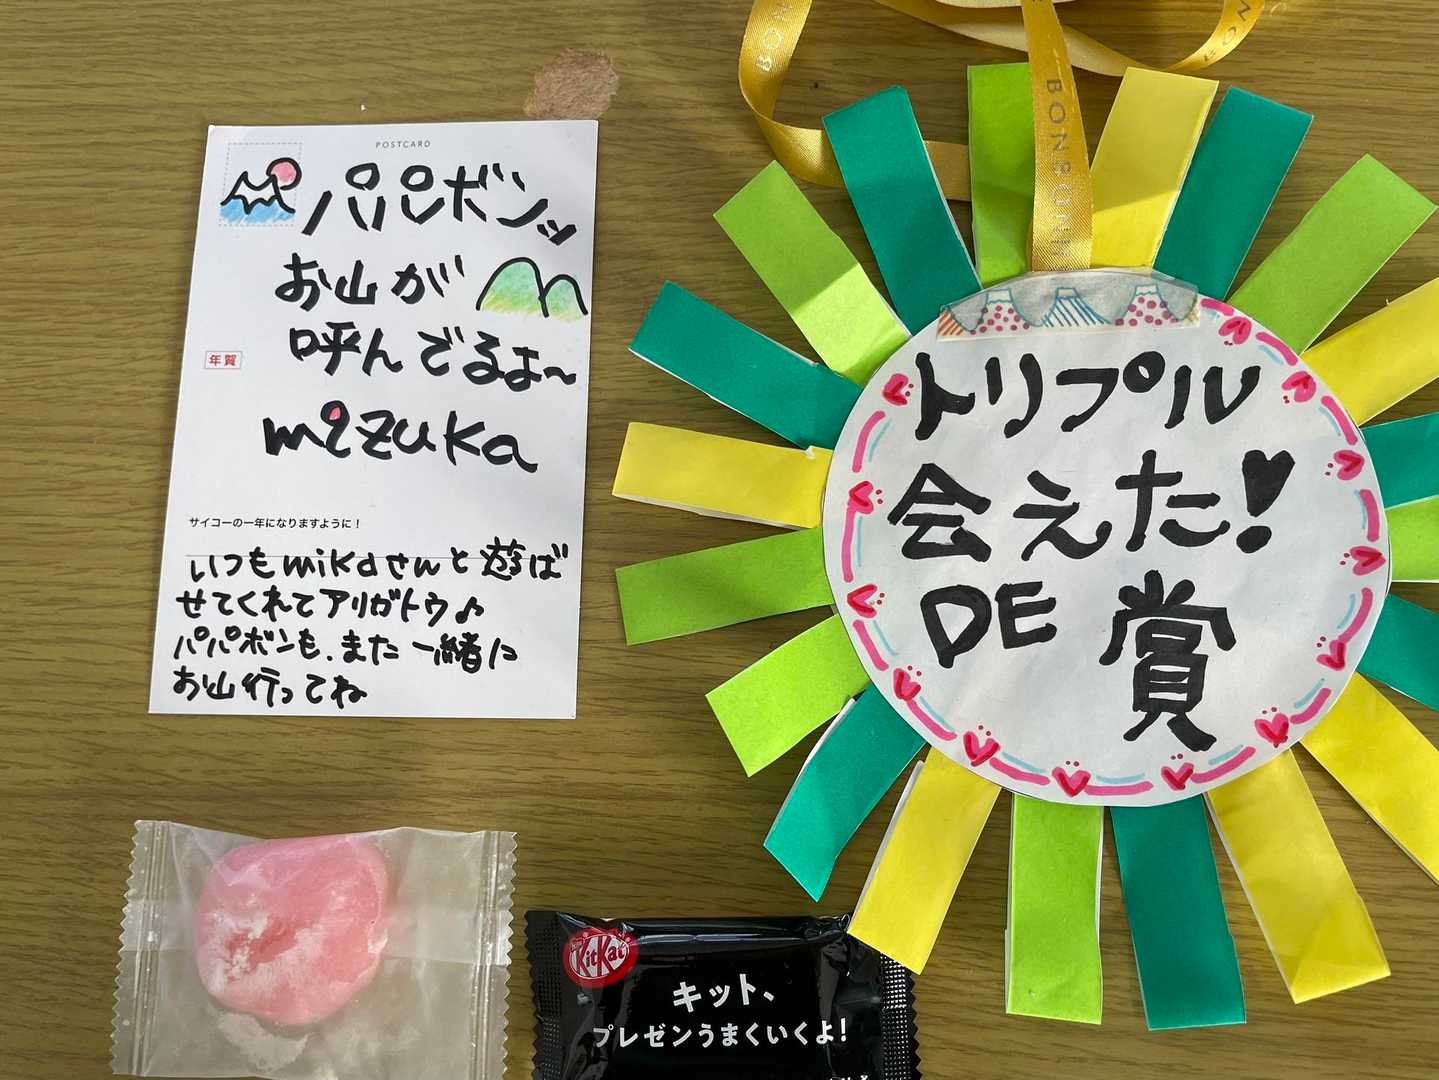 POSTCARD
パパボンッ
お山が
呼んでるよ〜
mizuka
年賀
サイコーの一年になりますように！
いつもmikaさんと遊ば
せてくれてアリガトウ♪
パパボンも、また一緒に
お山行ってね
BON
BONBONH
トリプル
会えた！
DE 賞
KitKat
キット、
プレゼンうまくいくよ！